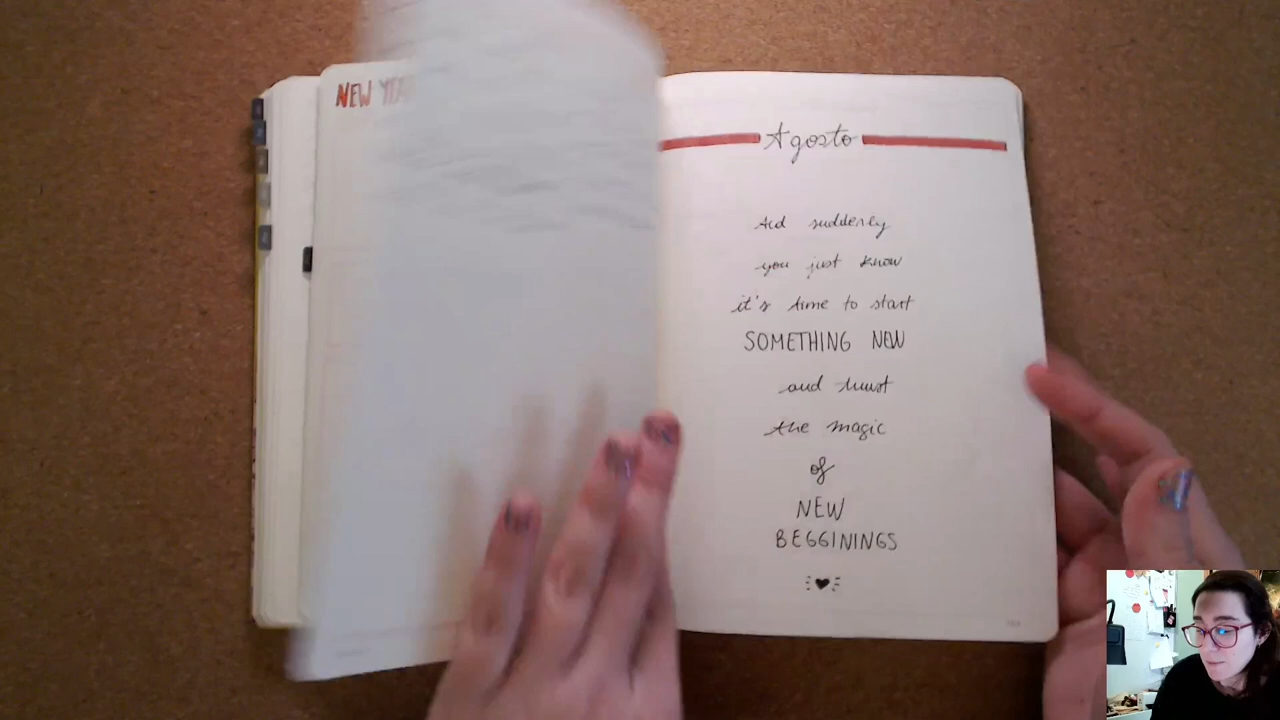 NEW YEA
Agosto
And suddenly
you just know
it's time to start
SOMETHING NEW
and trust
the magic
of
NEW
BEGGININGS